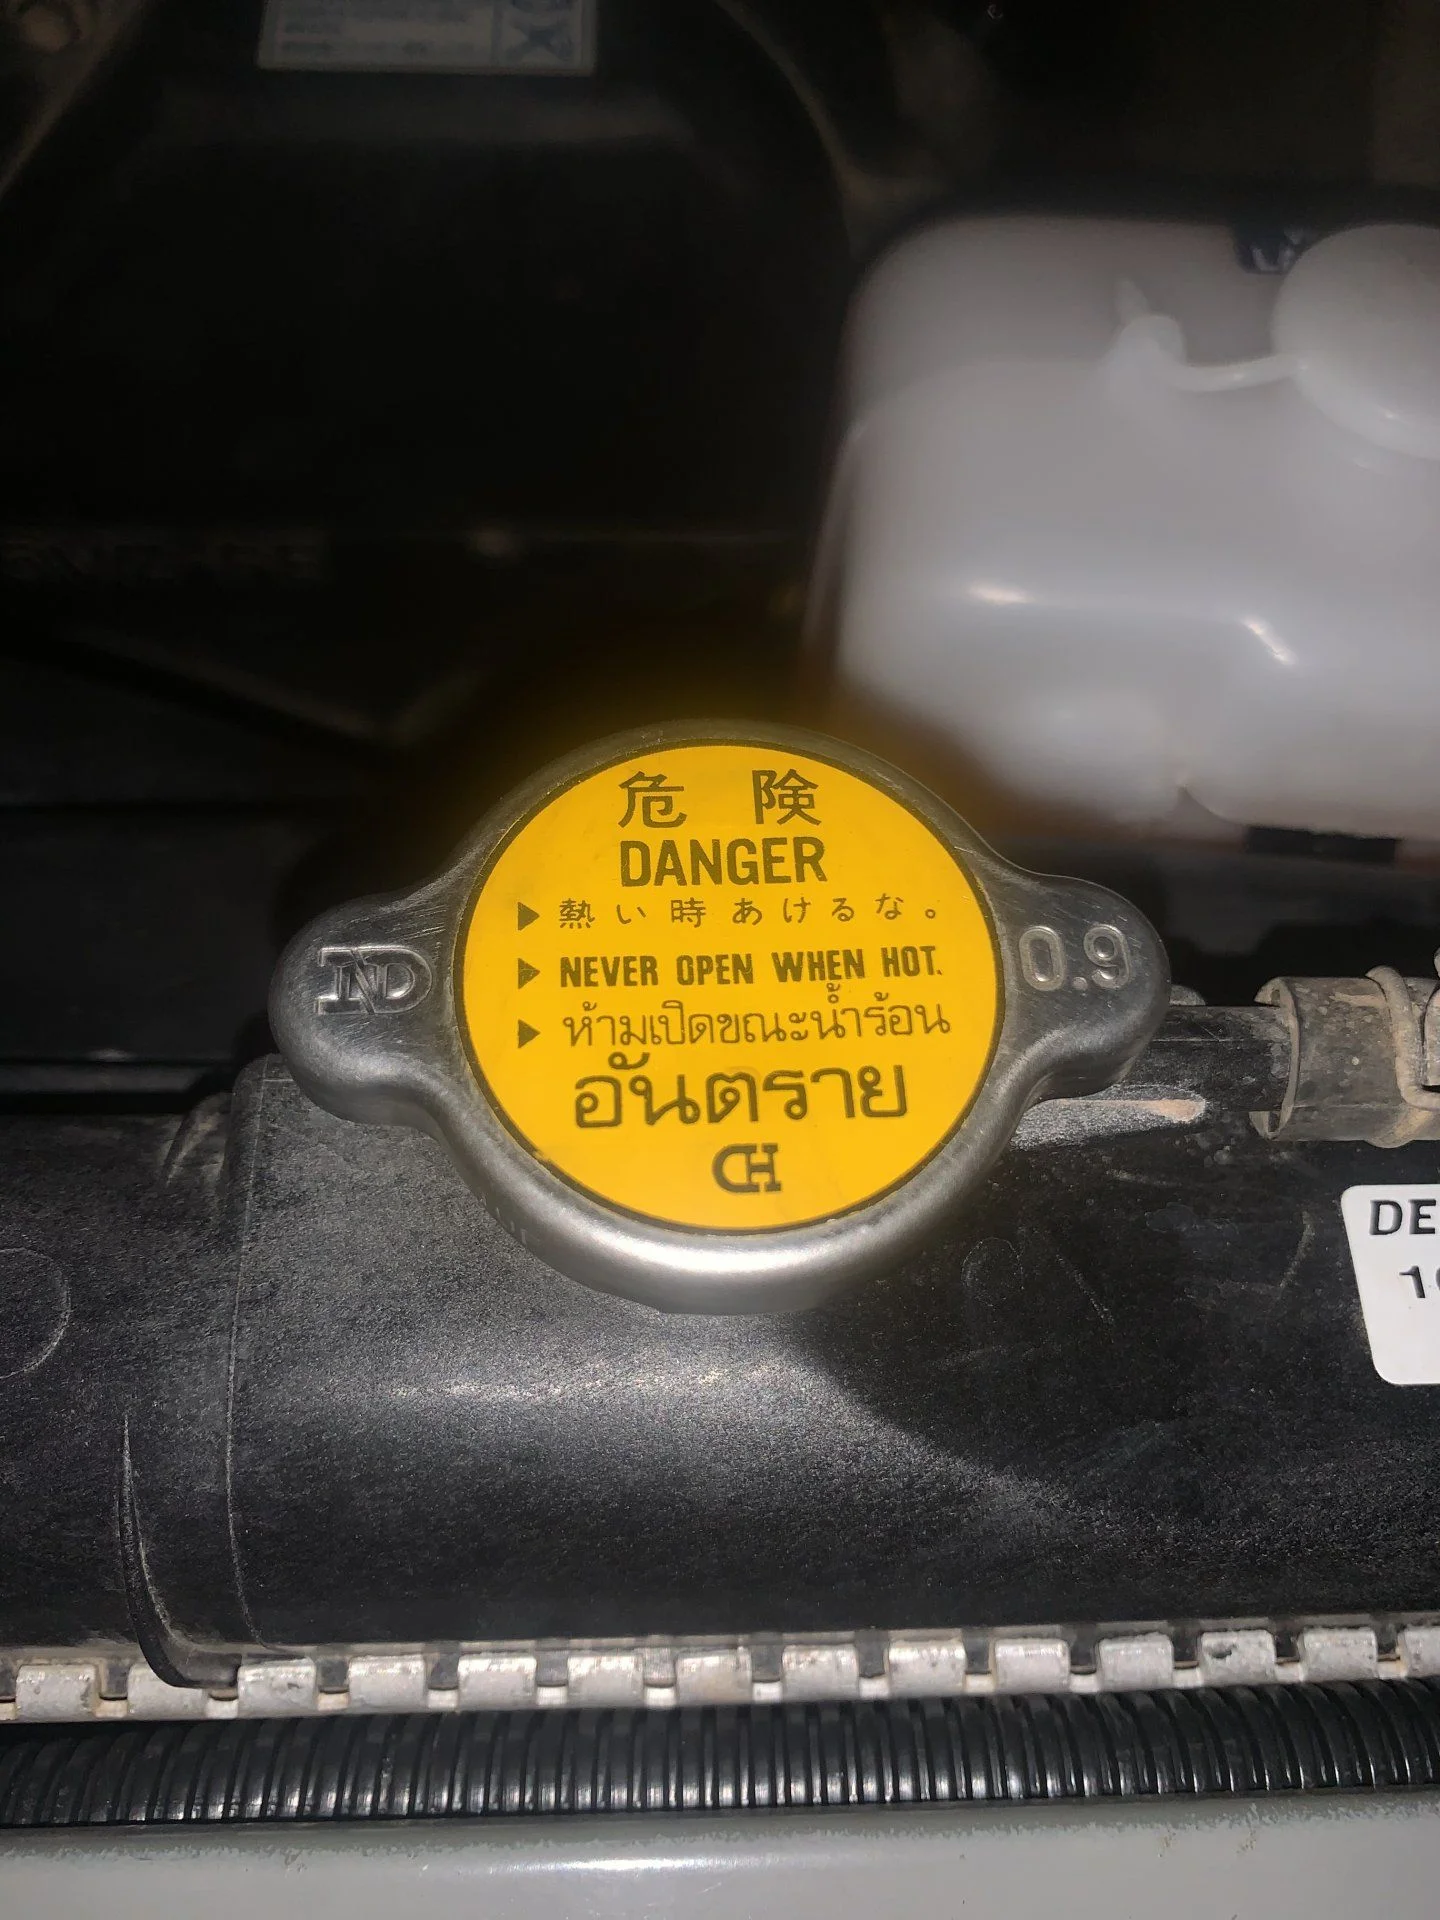 危 険
DANGER
▶ 熱い時あけるな。
▶ NEVER OPEN WHEN HOT.
▶ ห้ามเปิดขณะน้ำร้อน
อันตราย
ND
0.9